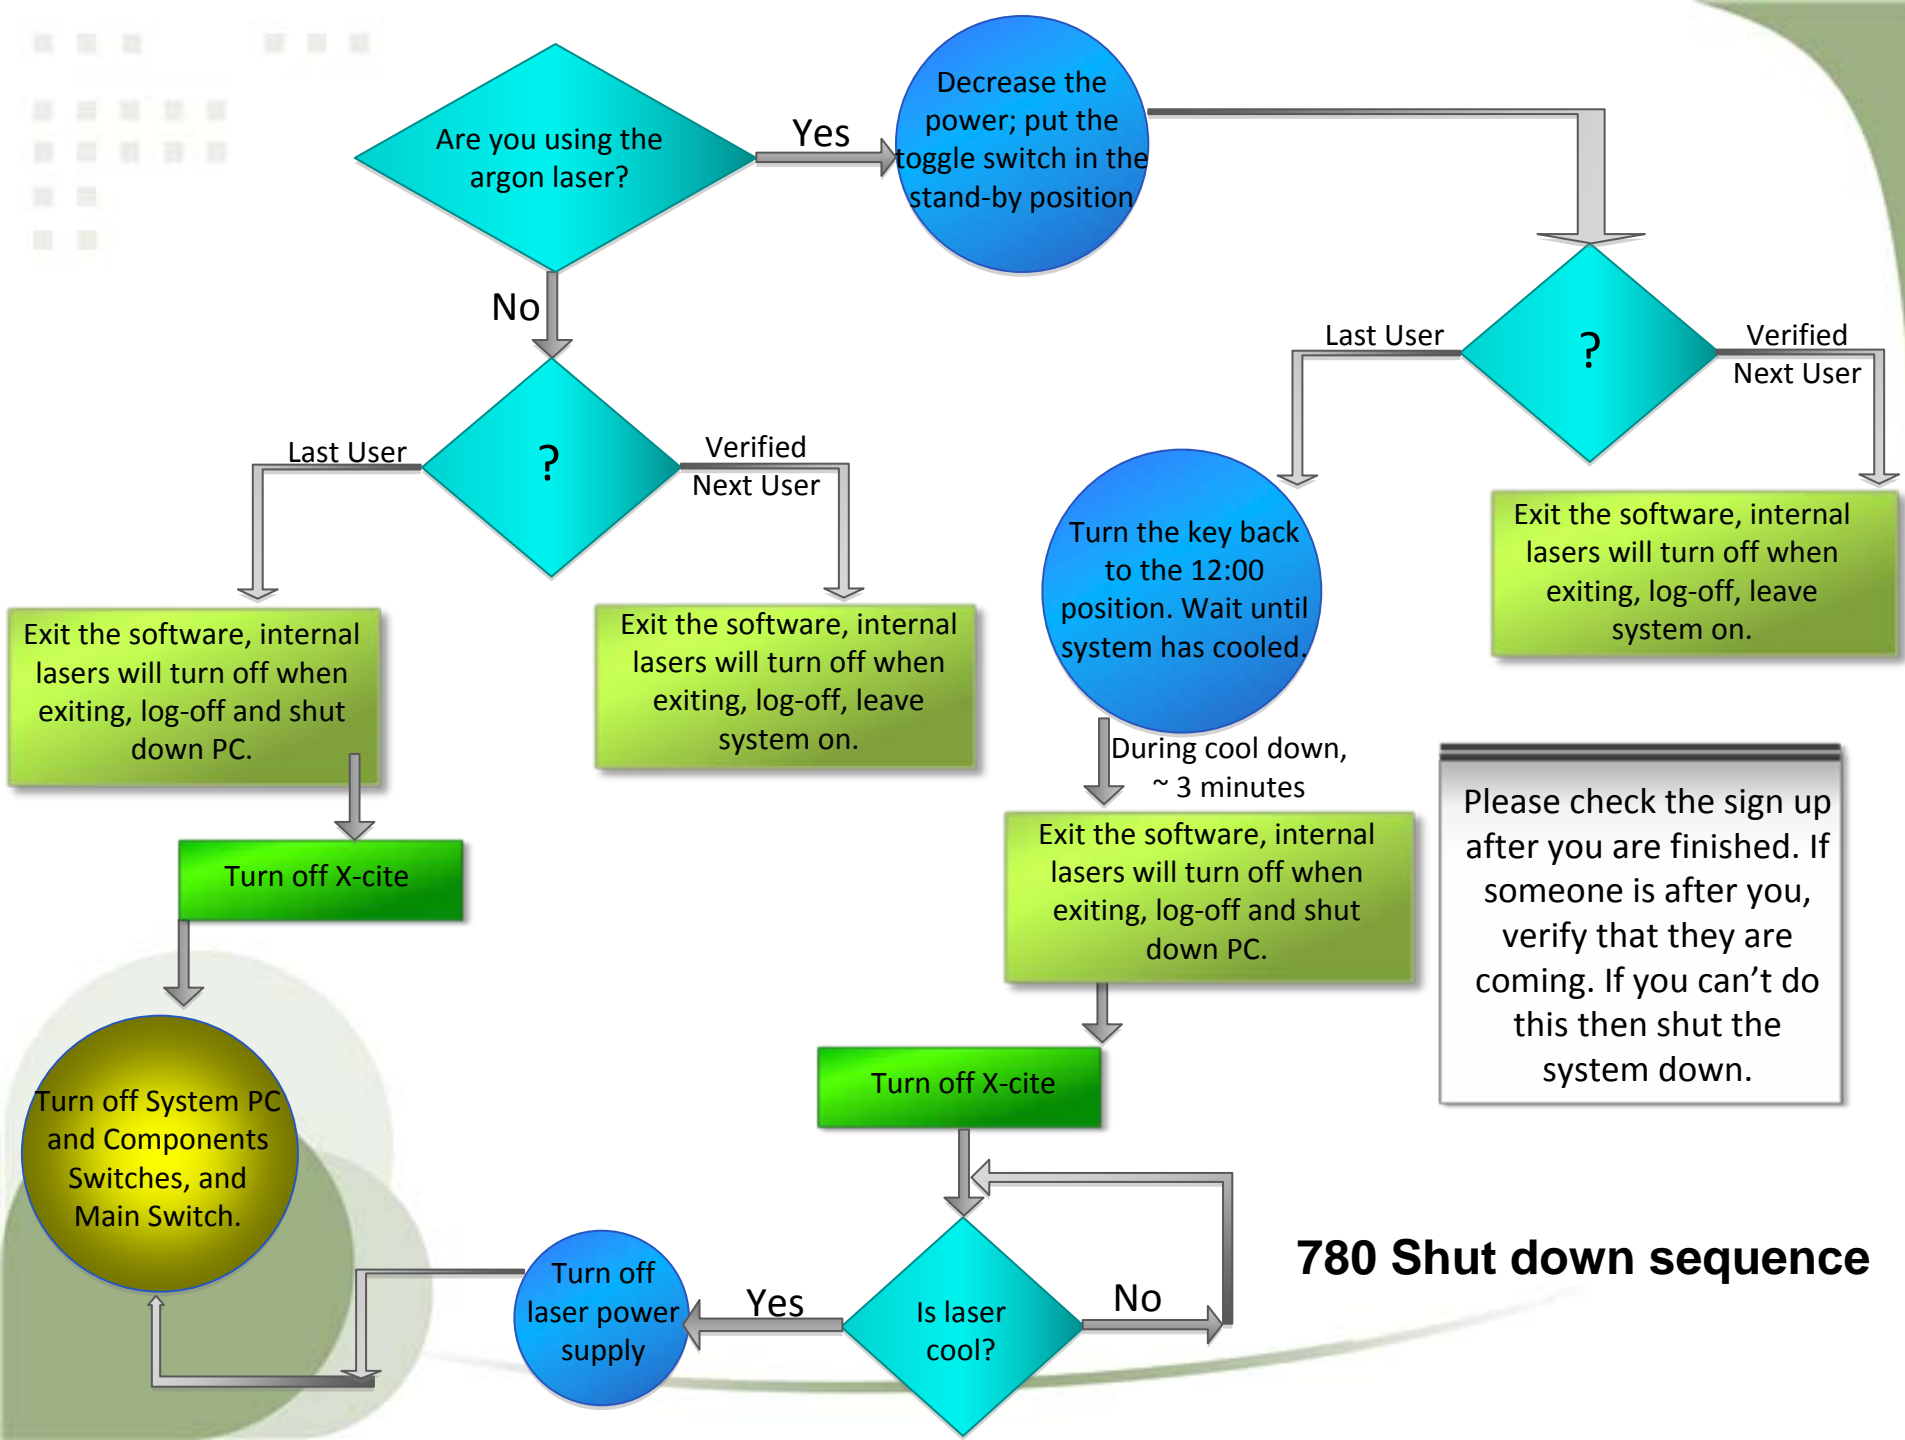 Are you using the
argon laser?
Yes
Decrease the
power; put the
toggle switch in the
stand-by position
No
Last User
?
Verified
Next User
Last User
?
Verified
Next User
Exit the software, internal
lasers will turn off when
exiting, log-off and shut
down PC.
Exit the software, internal
lasers will turn off when
exiting, log-off, leave
system on.
Turn the key back
to the 12:00
position. Wait until
system has cooled.
Exit the software, internal
lasers will turn off when
exiting, log-off, leave
system on.
During cool down,
~ 3 minutes
Turn off X-cite
Exit the software, internal
lasers will turn off when
exiting, log-off and shut
down PC.
Please check the sign up
after you are finished. If
someone is after you,
verify that they are
coming. If you can't do
this then shut the
system down.
Turn off X-cite
Turn off System PC
and Components
Switches, and
Main Switch.
Turn off
laser power
supply
Yes
Is laser
cool?
No
780 Shut down sequence